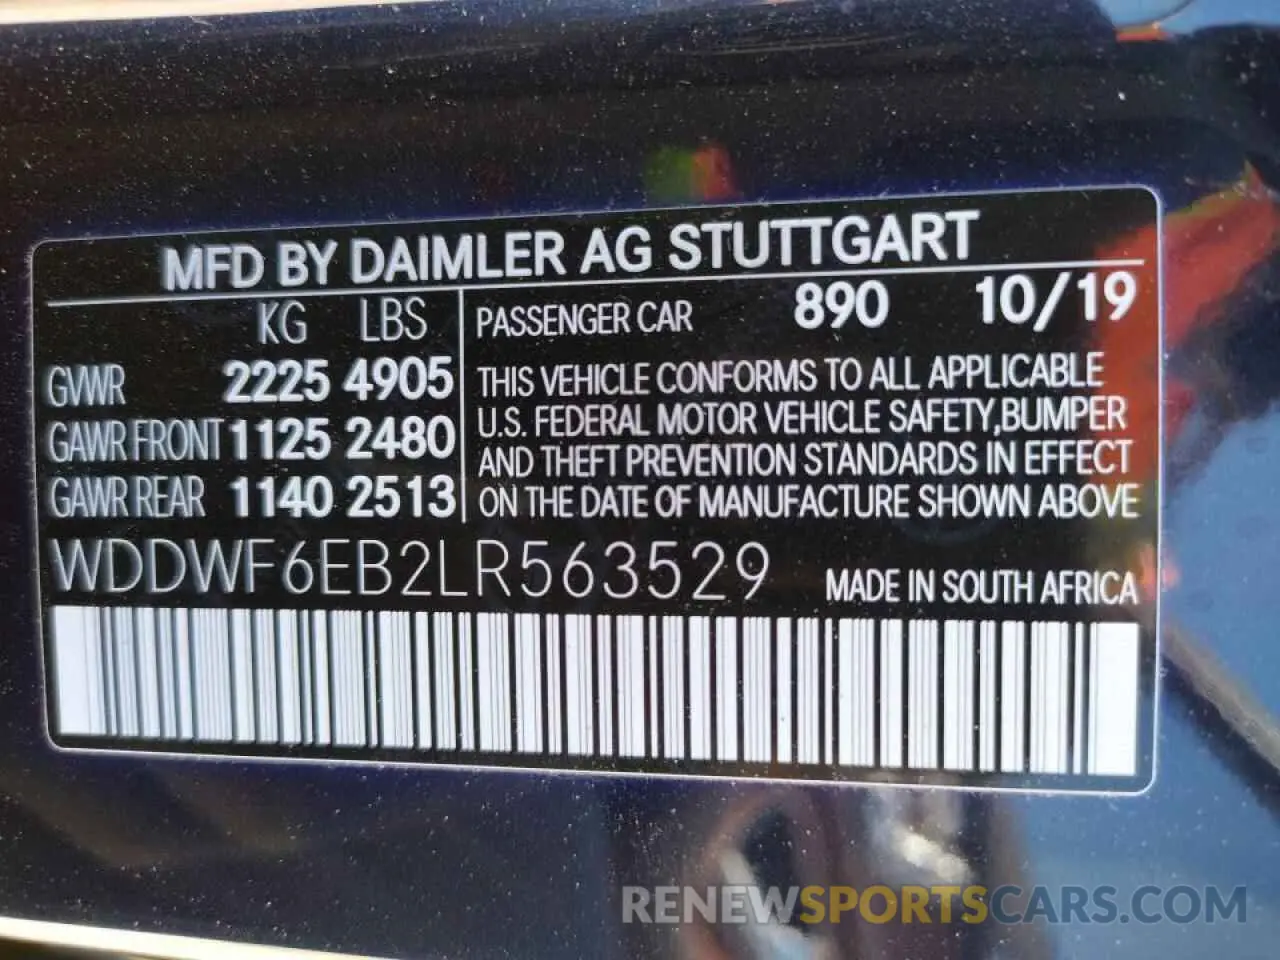 MFD BY DAIMLER AG STUTTGART
KG LBS
GVWR 2225 4905
GAWR FRONT 1125 2480
GAWR REAR 1140 2513
PASSENGER CAR 890 10/19
THIS VEHICLE CONFORMS TO ALL APPLICABLE
U.S. FEDERAL MOTOR VEHICLE SAFETY,BUMPER
AND THEFT PREVENTION STANDARDS IN EFFECT
ON THE DATE OF MANUFACTURE SHOWN ABOVE
WDDWF6EB2LR563529 MADE IN SOUTH AFRICA
RENEWSPORTSCARS.COM